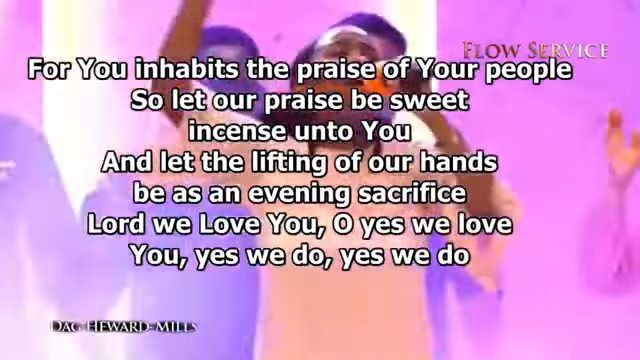 Flow Service
For You inhabits the praise of Your people
So let our praise be sweet
incense unto You
And let the lifting of our hands
be as an evening sacrifice
Lord we Love You, O yes we love
You, yes we do, yes we do
Dag Heward-Mills